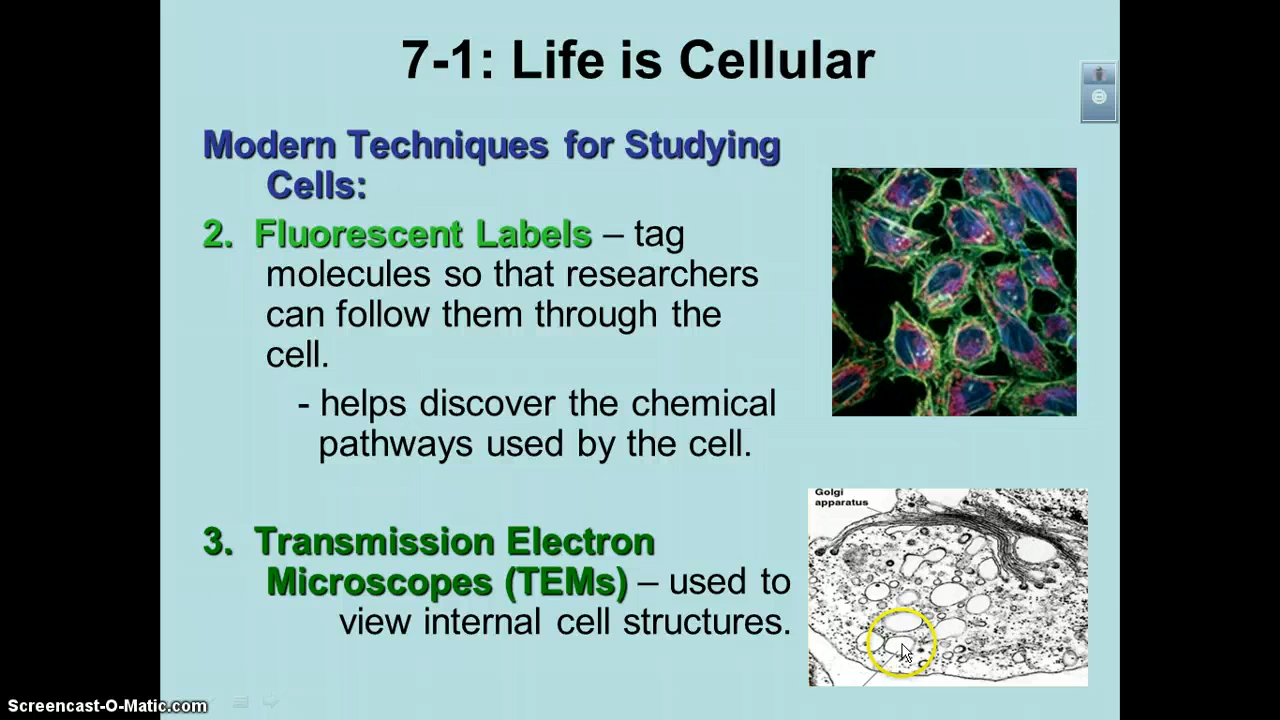 7-1: Life is Cellular
Modern Techniques for Studying
Cells:
2. Fluorescent Labels – tag
molecules so that researchers
can follow them through the
cell.
- helps discover the chemical
pathways used by the cell.
3. Transmission Electron
Microscopes (TEMs) – used to
view internal cell structures.
Golgi
apparatus
Screencast-O-Matic.com